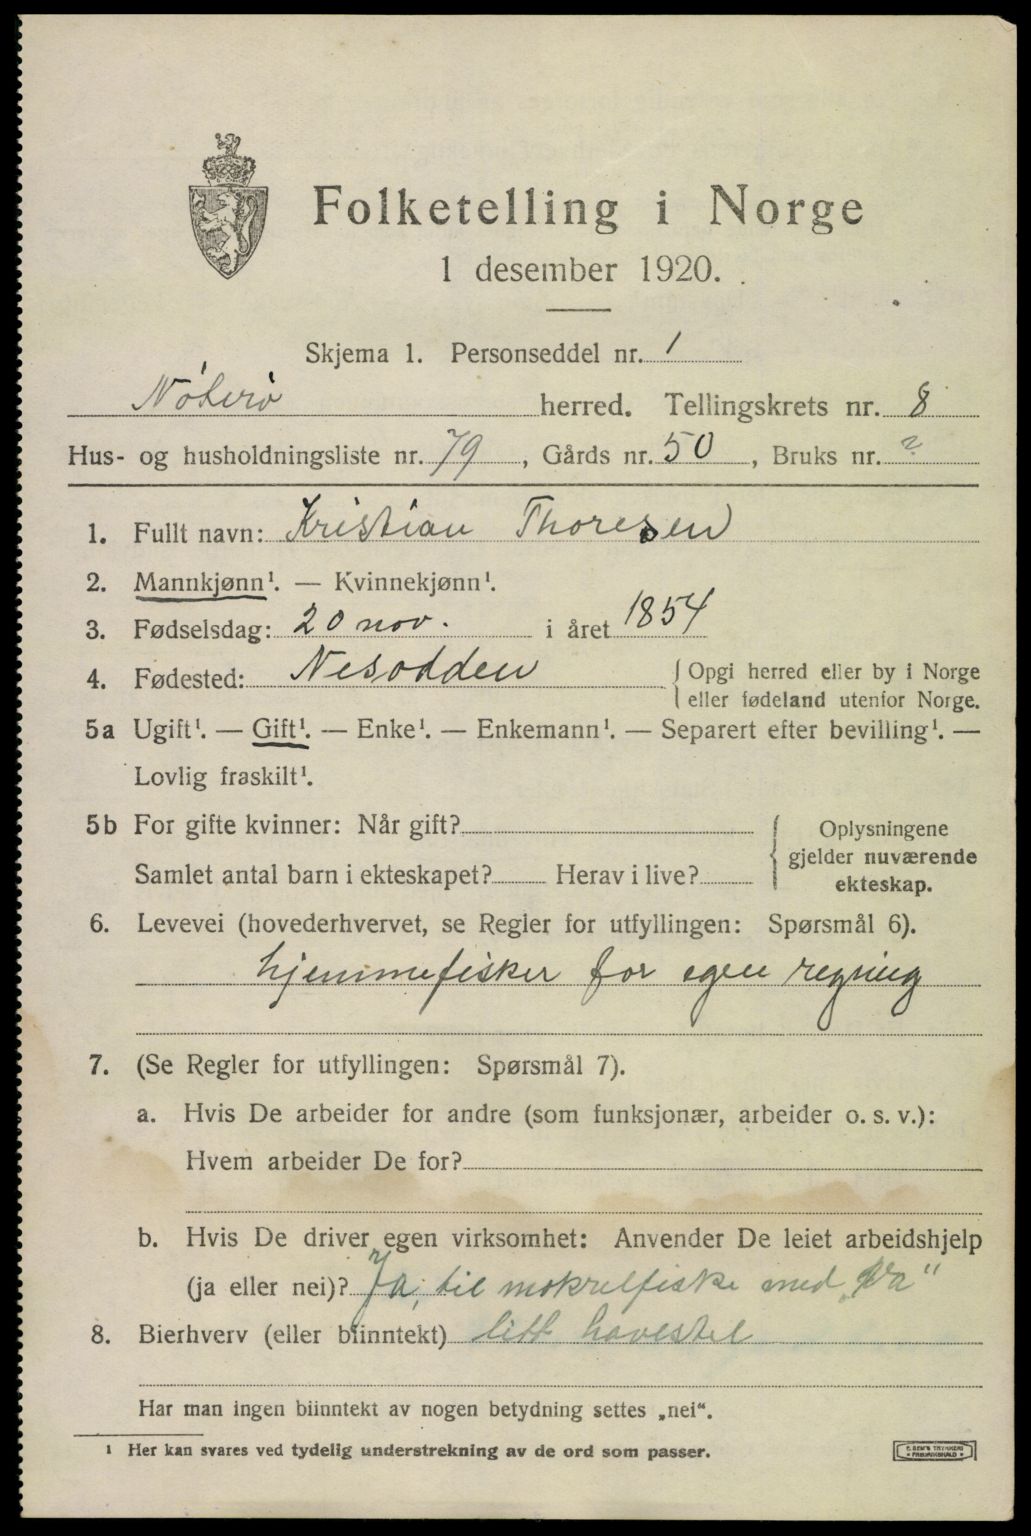 Folketelling i Norge
1 desember 1920.
Skjema 1. Personseddel nr. 1
Nøterø herred. Tellingskrets nr. 8
Hus- og husholdningsliste nr. 79, Gårds nr. 50, Bruks nr. ?
1. Fullt navn: Kristian Thoresen
2. Mannkjønn¹. — Kvinnekjønn¹.
3. Fødselsdag: 20 nov. i året 1854
4. Fødested: Nesodden
{ Opgi herred eller by i Norge
eller fødeland utenfor Norge.
5a Ugift¹. — Gift¹. — Enke¹. — Enkemann¹. — Separert efter bevilling¹. —
Lovlig fraskilt¹.
5b For gifte kvinner: Når gift?
Samlet antal barn i ekteskapet? Herav i live?
{ Oplysningene
gjelder nuværende
ekteskap.
6. Levevei (hovederhvervet, se Regler for utfyllingen: Spørsmål 6).
hjemmefisker for egen regning
7. (Se Regler for utfyllingen: Spørsmål 7).
a. Hvis De arbeider for andre (som funksjonær, arbeider o. s. v.):
Hvem arbeider De for?
b. Hvis De driver egen virksomhet: Anvender De leiet arbeidshjelp
(ja eller nei)? Ja, til makrelfiske med
8. Bierhverv (eller biinntekt) litt havestel
Har man ingen biinntekt av nogen betydning settes „nei“.
¹ Her kan svares ved tydelig understrekning av de ord som passer.